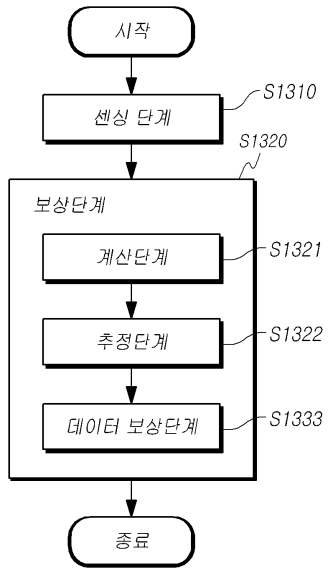 시작
센싱 단계
S1310
S1320
보상단계
계산단계
S1321
추정단계
S1322
데이터 보상단계
S1333
종료